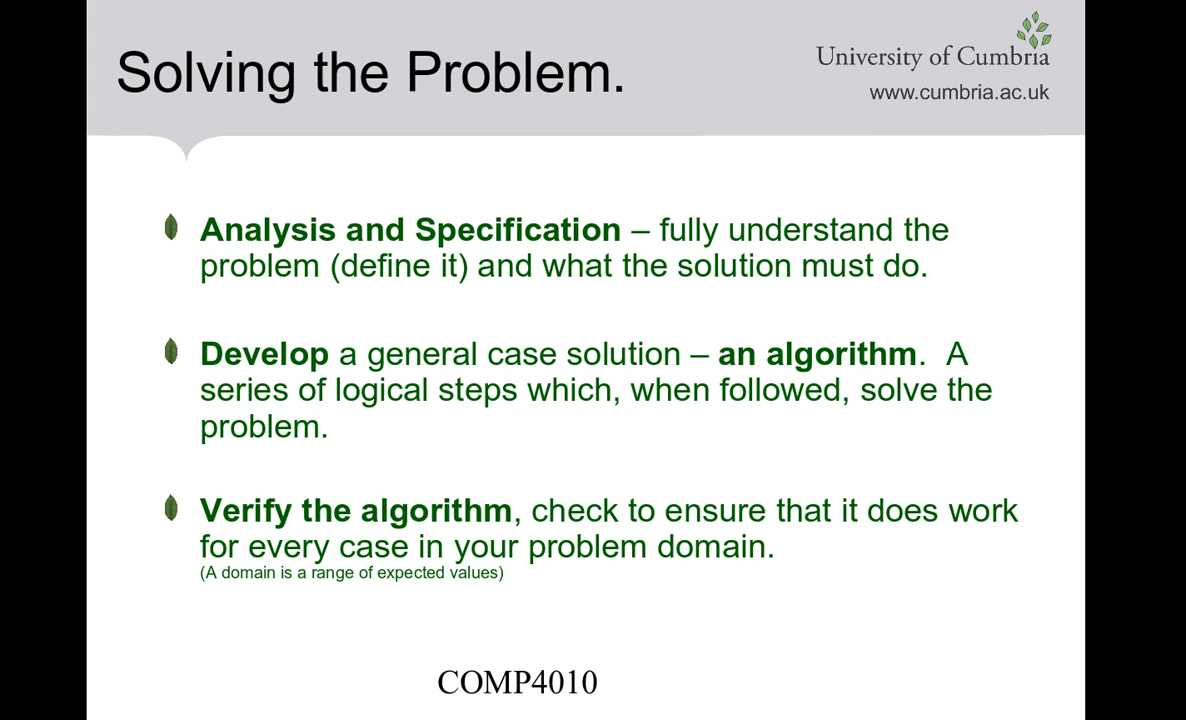 Solving the Problem.
University of Cumbria
www.cumbria.ac.uk
Analysis and Specification – fully understand the
problem (define it) and what the solution must do.
Develop a general case solution – an algorithm.  A
series of logical steps which, when followed, solve the
problem.
Verify the algorithm, check to ensure that it does work
for every case in your problem domain.
(A domain is a range of expected values)
COMP4010